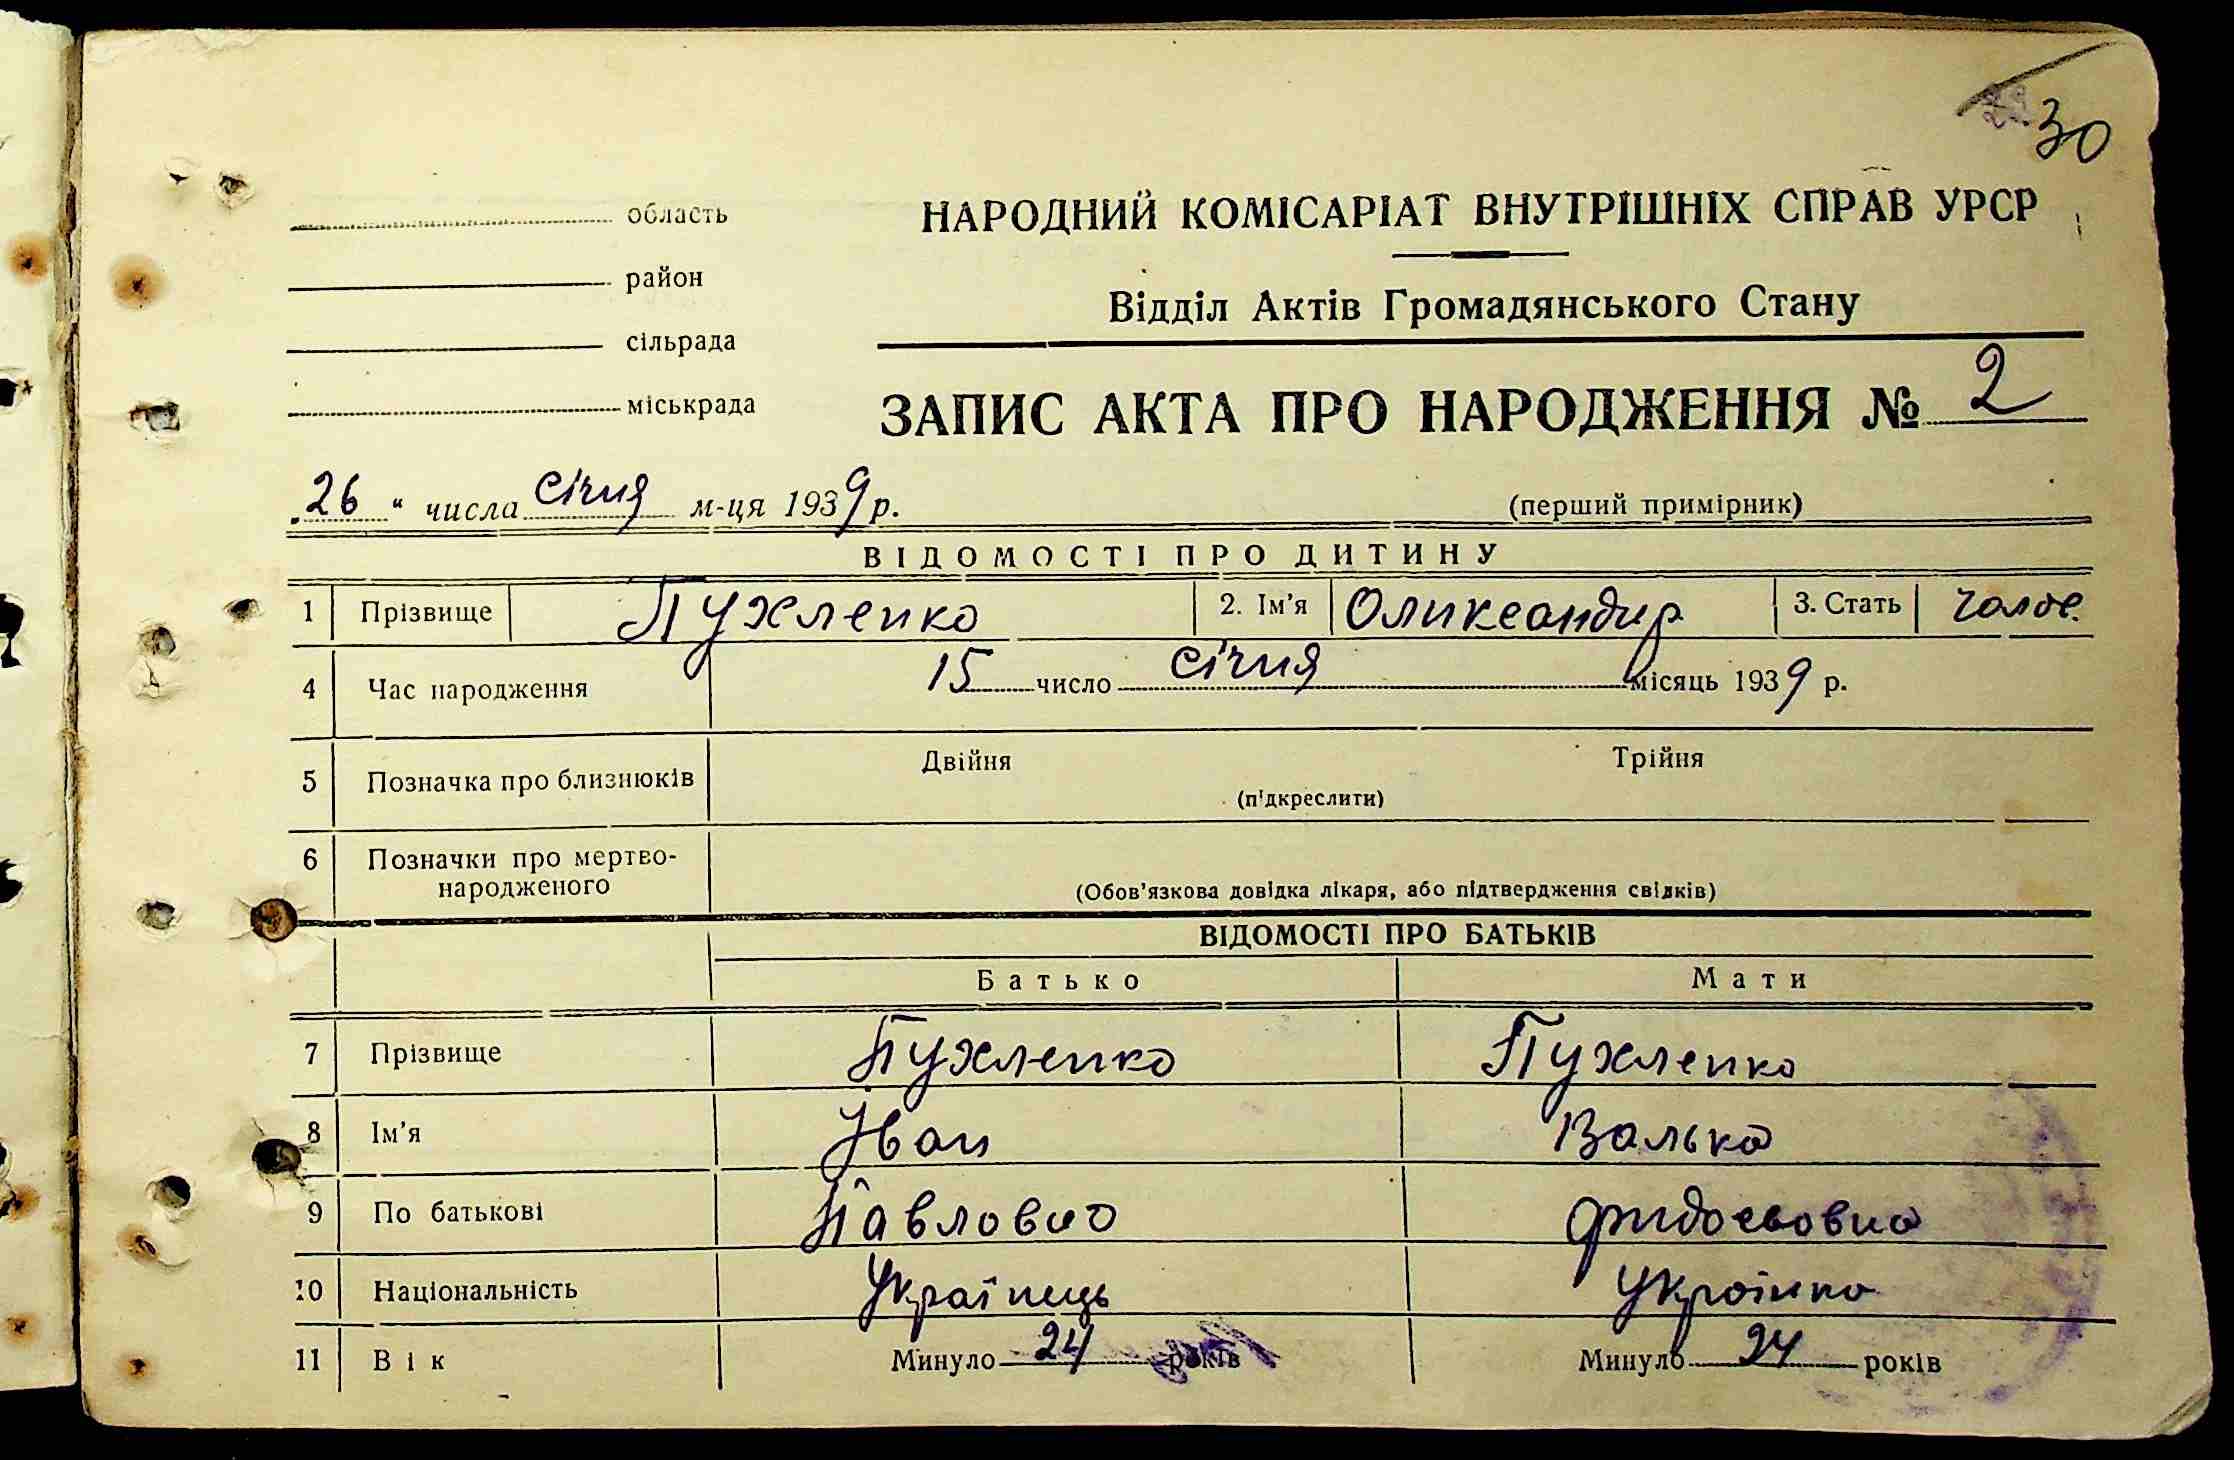 30
область
район
сільрада
міськрада
НАРОДНИЙ КОМІСАРІАТ ВНУТРІШНІХ СПРАВ УРСР
Відділ Актів Громадянського Стану
ЗАПИС АКТА ПРО НАРОДЖЕННЯ № 2
„26 “ числа січня м-ця 1939 р. (перший примірник)
ВІДОМОСТІ ПРО ДИТИНУ
1 Прізвище Пухленко 2. Ім’я Оликсандир 3. Стать чолов.
4 Час народження 15 число січня місяць 1939 р.
5 Позначка про близнюків Двійня Трійня
(підкреслити)
6 Позначки про мертво-
народженого (Обов’язкова довідка лікаря, або підтвердження свідків)
ВІДОМОСТІ ПРО БАТЬКІВ
Батько Мати
7 Прізвище Пухленко Пухленко
8 Ім’я Іван Валька
9 По батькові Павлович
10 Національність Українець Українка
11 Вік Минуло 24 років Минуло 24 років